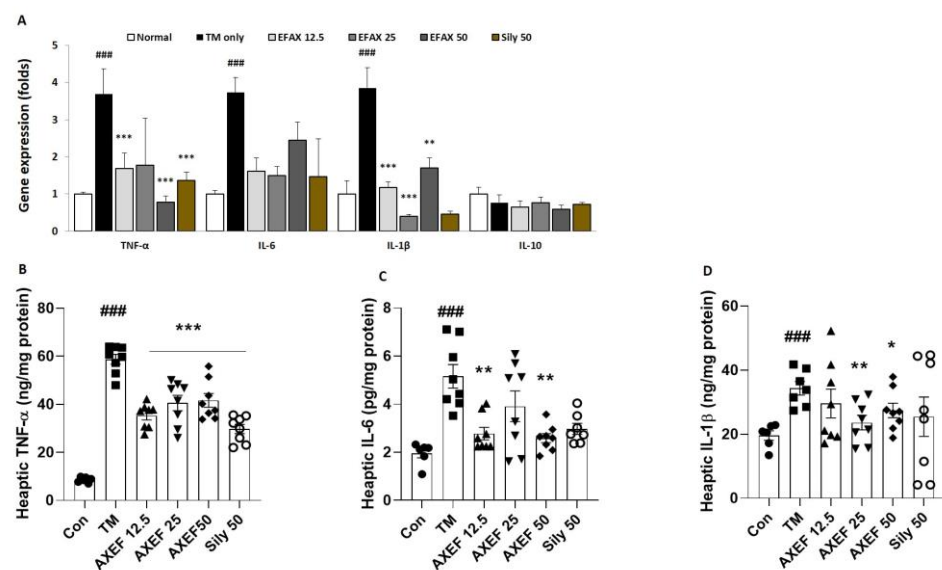 A
Normal TM only EFAX 12.5 EFAX 25 EFAX 50 Sily 50
Gene expression (folds)
5
4
3
2
1
0
###
***
***
***
###
###
***
***
**
TNF-α IL-6 IL-1β IL-10
B
Heaptic TNF-α (ng/mg protein)
80
60
40
20
0
###
***
Con TM AXEF 12.5 AXEF 25 AXEF50 Sily 50
C
Heaptic IL-6 (pg/mg protein)
8
6
4
2
0
###
**
**
Con TM AXEF 12.5 AXEF 25 AXEF 50 Sily 50
D
Heaptic IL-1β (ng/mg protein)
60
40
20
0
###
**
*
Con TM AXEF 12.5 AXEF 25 AXEF 50 Sily 50